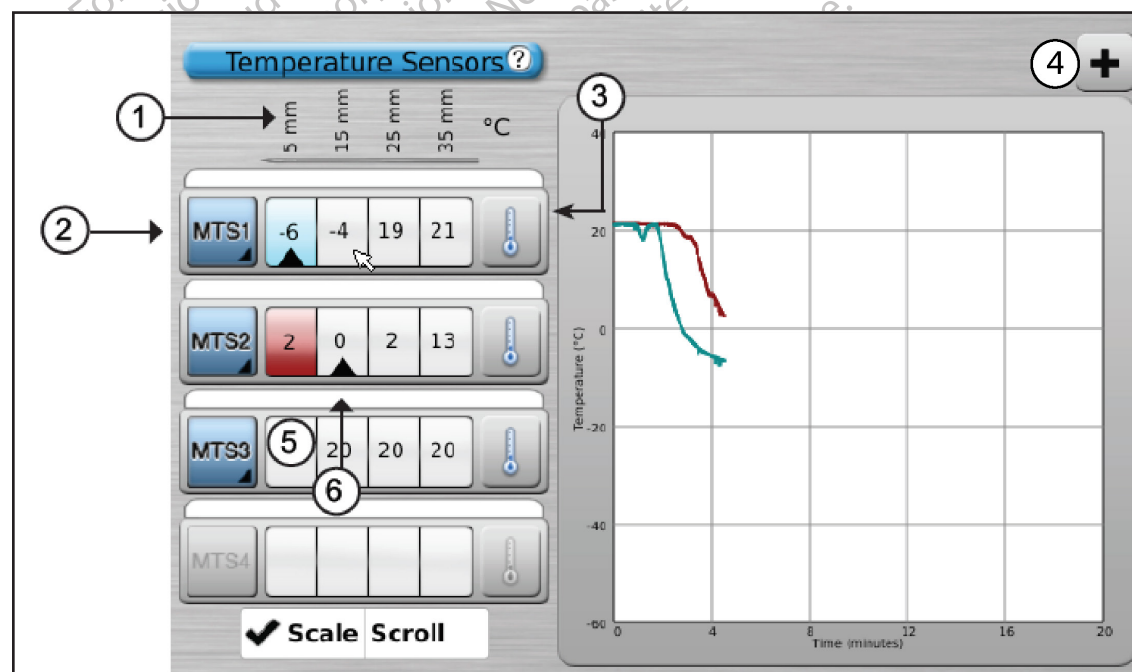 Temperature Sensors ?
4 +
1
5 mm 15 mm 25 mm 35 mm °C
3
2
MTS1 -6 -4 19 21
MTS2 2 0 2 13
MTS3 5 20 20 20
6
MTS4
Scale Scroll
40
20
0
-20
-40
-60
Temperature (°C)
0 4 8 12 16 20
Time (minutes)